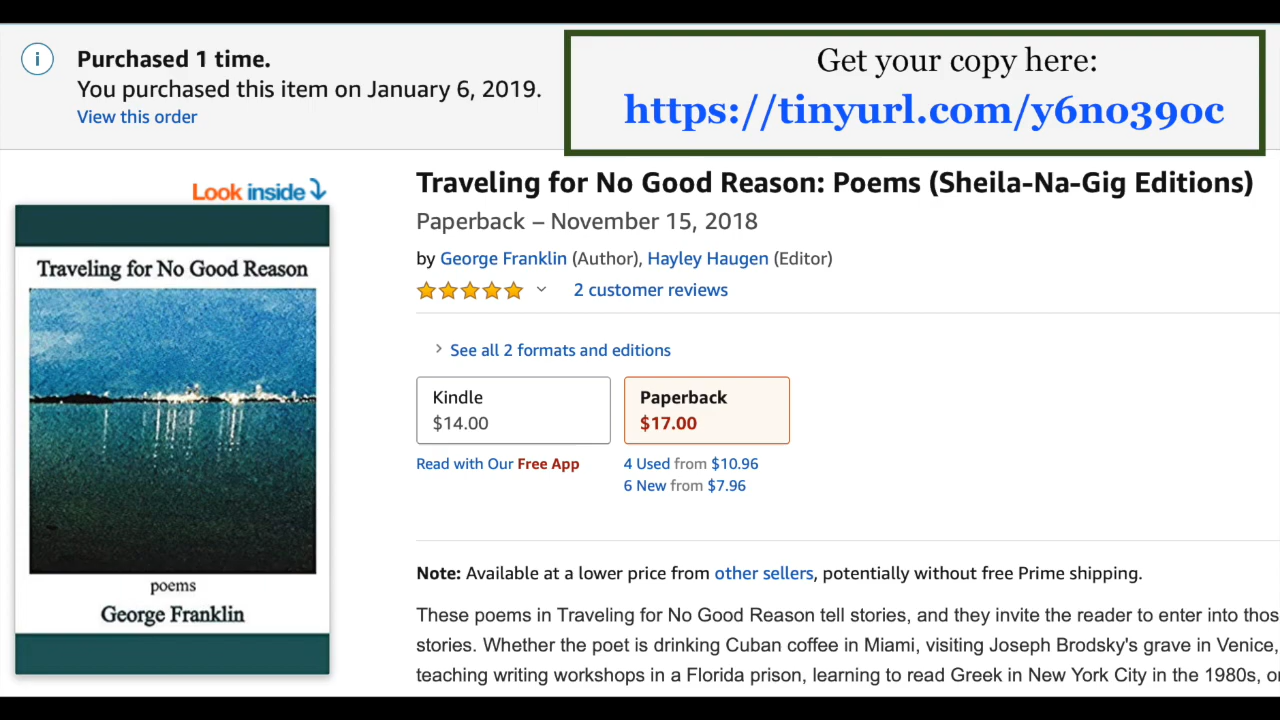 Purchased 1 time.
You purchased this item on January 6, 2019.
View this order
Get your copy here:
https://tinyurl.com/y6no39oc
Look inside
Traveling for No Good Reason
poems
George Franklin
Traveling for No Good Reason: Poems (Sheila-Na-Gig Editions)
Paperback – November 15, 2018
by George Franklin (Author), Hayley Haugen (Editor)
2 customer reviews
See all 2 formats and editions
Kindle
$14.00
Paperback
$17.00
Read with Our Free App
4 Used from $10.96
6 New from $7.96
Note: Available at a lower price from other sellers, potentially without free Prime shipping.
These poems in Traveling for No Good Reason tell stories, and they invite the reader to enter into thos
stories. Whether the poet is drinking Cuban coffee in Miami, visiting Joseph Brodsky's grave in Venice,
teaching writing workshops in a Florida prison, learning to read Greek in New York City in the 1980s, or